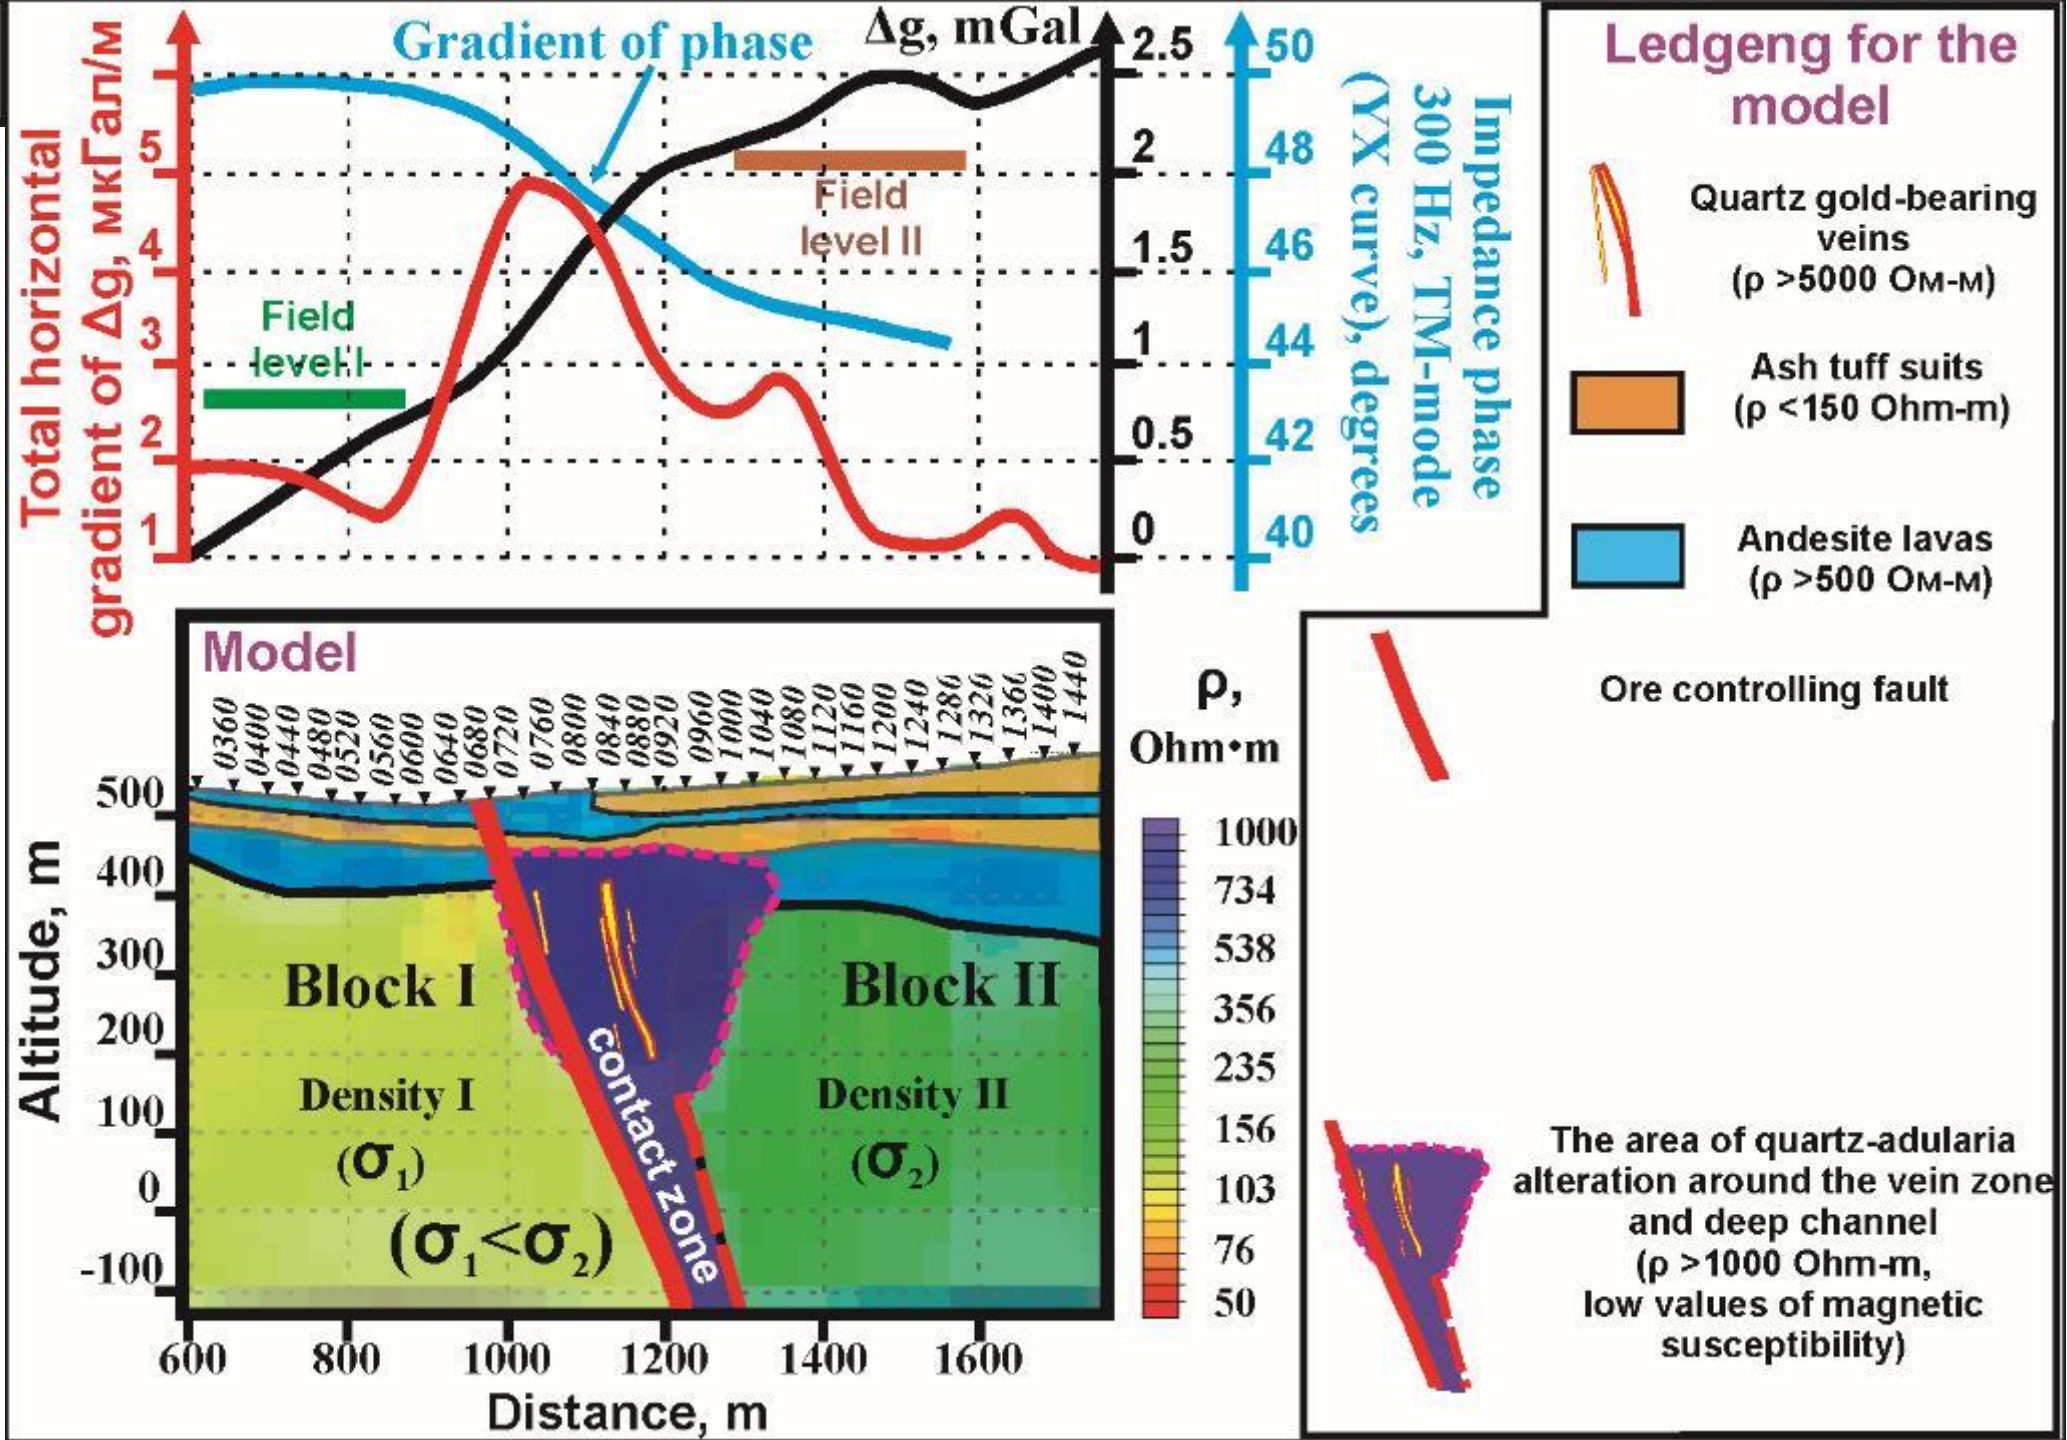 Total horizontal
gradient of Δg, мкГал/м
5
4
3
2
1
Gradient of phase
Δg, mGal
Field
level I
Field
level II
2.5
2
1.5
1
0.5
0
50
48
46
44
42
40
Impedance phase
300 Hz, TM-mode
(YX curve), degrees
Ledgeng for the
model
Quartz gold-bearing
veins
(ρ >5000 Ом-м)
Ash tuff suits
(ρ <150 Ohm-m)
Andesite lavas
(ρ >500 Ом-м)
Ore controlling fault
The area of quartz-adularia
alteration around the vein zone
and deep channel
(ρ >1000 Ohm-m,
low values of magnetic
susceptibility)
Model
0360
0400
0440
0480
0520
0560
0600
0640
0680
0720
0760
0800
0840
0880
0920
0960
1000
1040
1080
1120
1160
1200
1240
1280
1320
1360
1400
1440
Altitude, m
500
400
300
200
100
0
-100
Block I
Block II
Density I
(σ1)
Density II
(σ2)
(σ1<σ2)
contact zone
600
800
1000
1200
1400
1600
Distance, m
ρ,
Ohm•m
1000
734
538
356
235
156
103
76
50